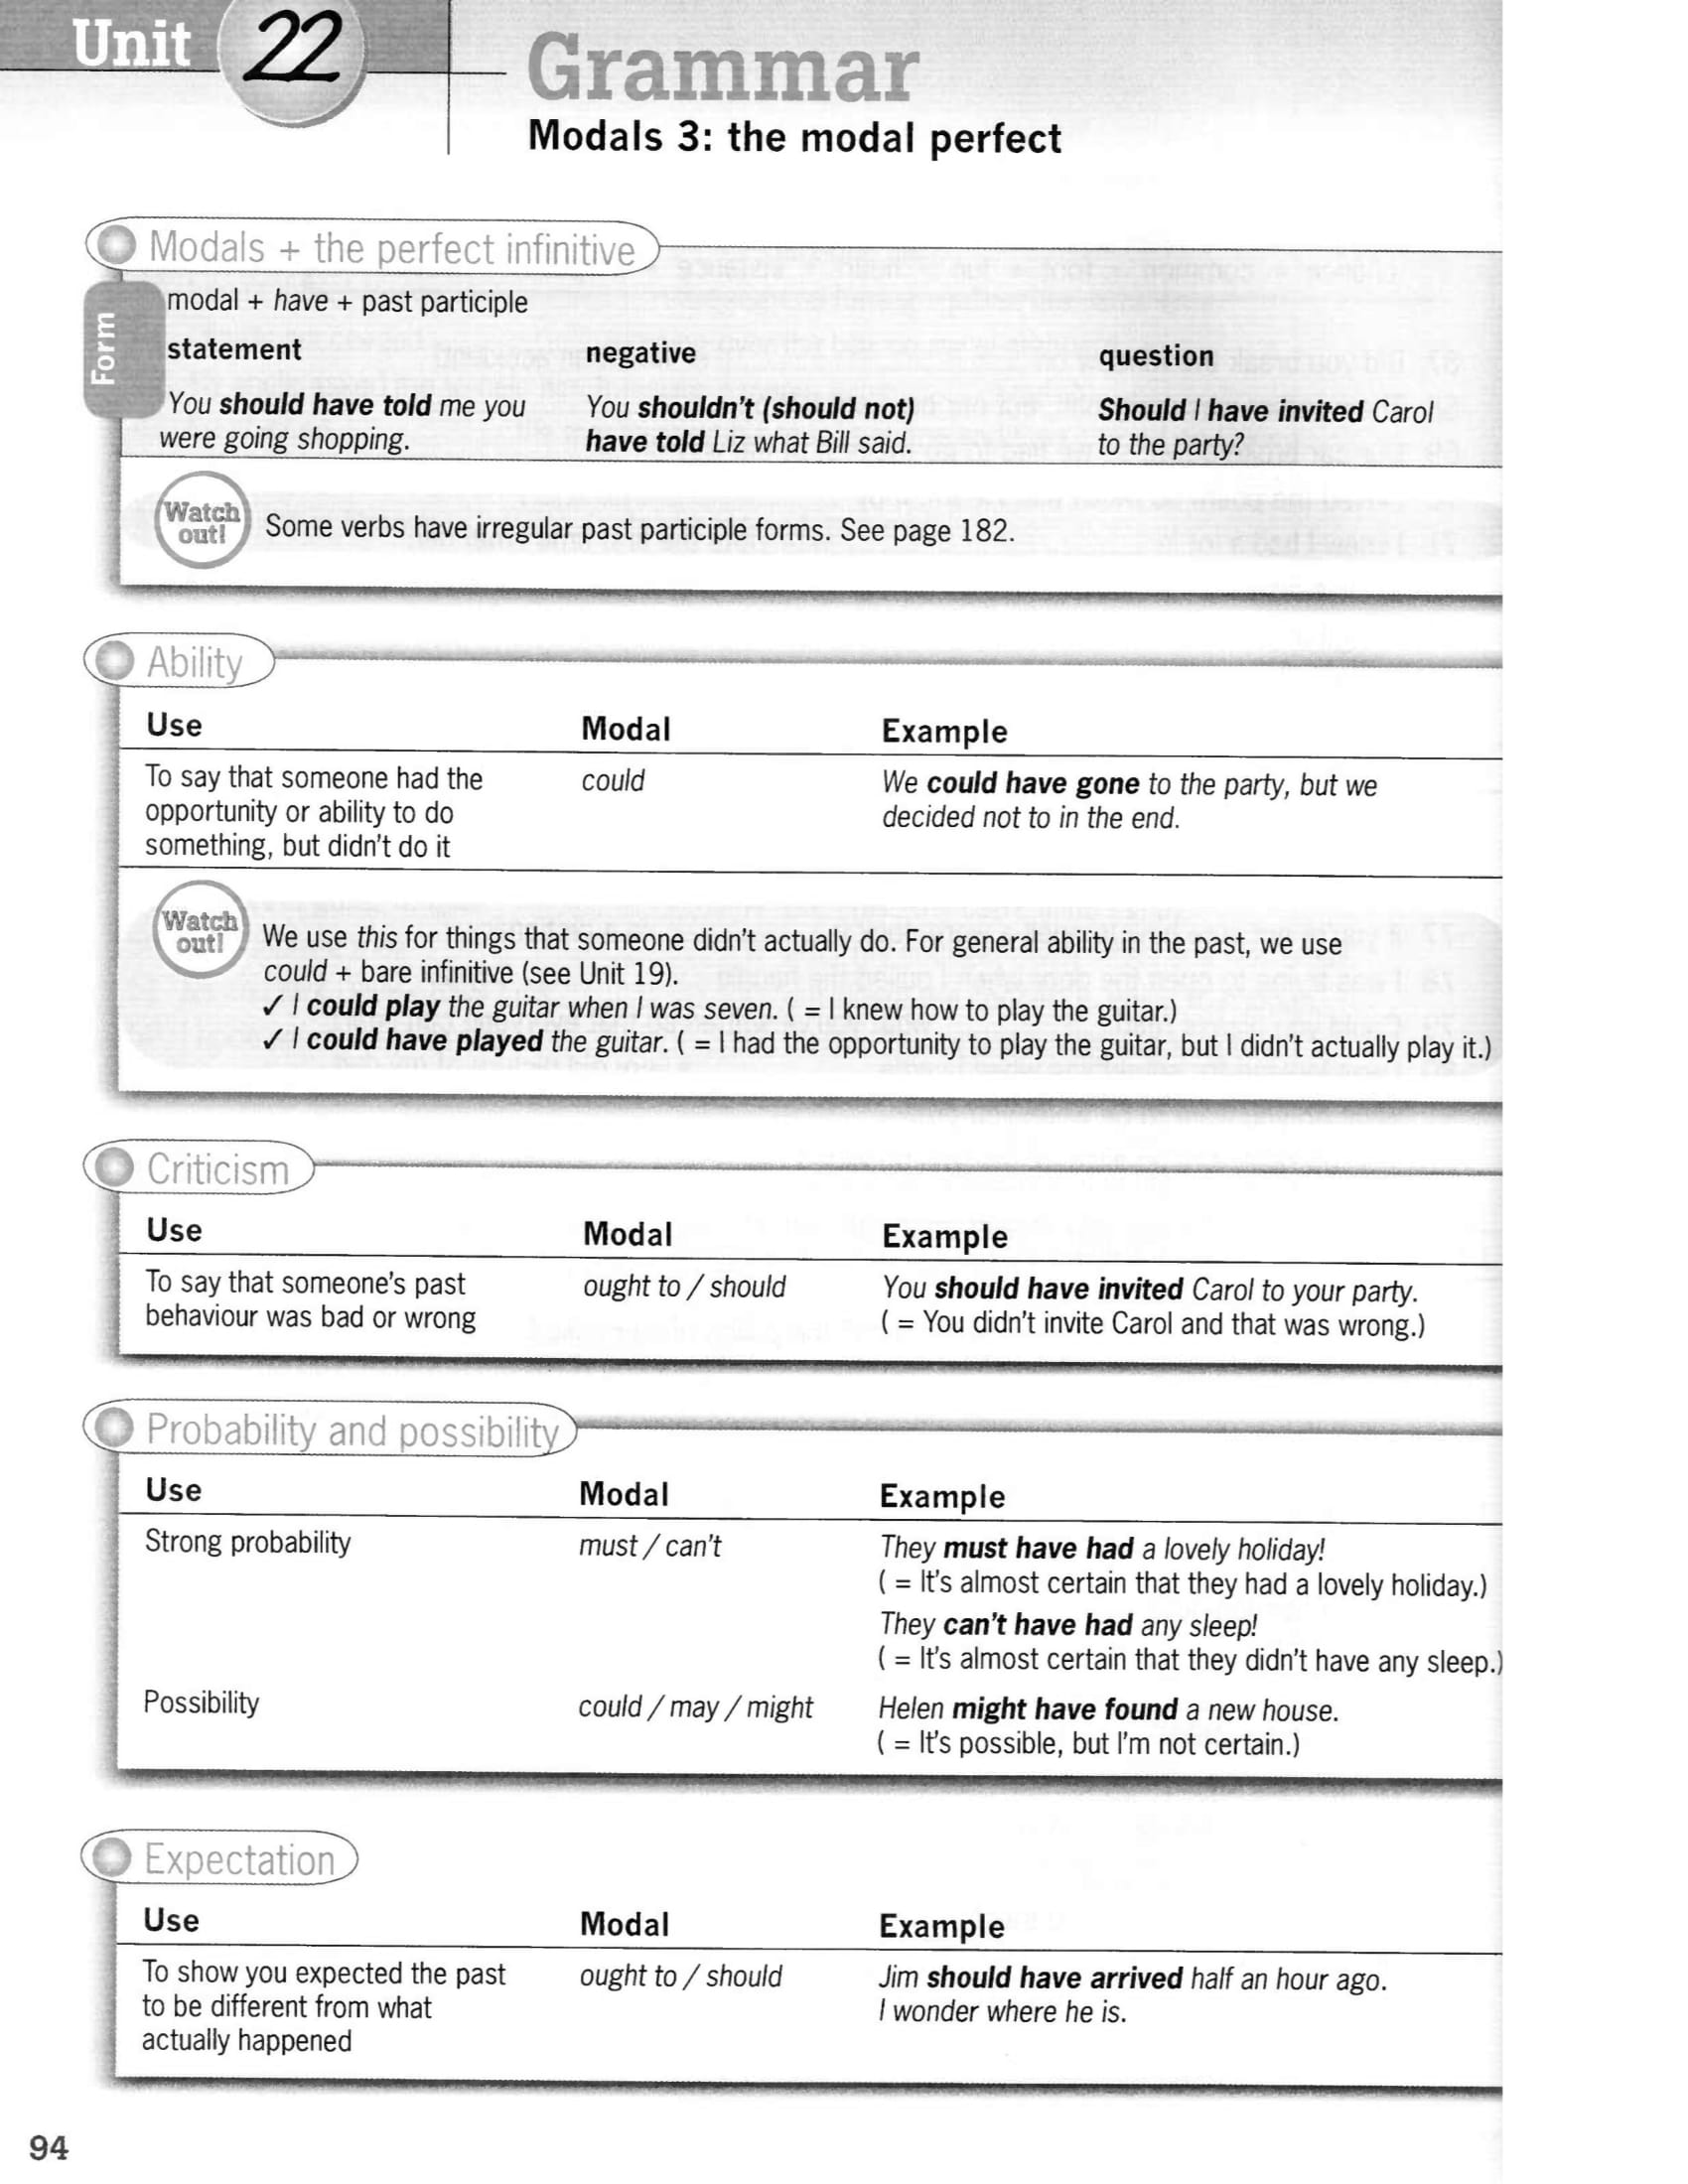 Unit 22
Grammar
Modals 3: the modal perfect
Modals + the perfect infinitive
Form
modal + have + past participle
statement negative question
You should have told me you You shouldn't (should not) Should I have invited Carol
were going shopping. have told Liz what Bill said. to the party?
Watch
out!
Some verbs have irregular past participle forms. See page 182.
Ability
Use Modal Example
To say that someone had the could We could have gone to the party, but we
opportunity or ability to do decided not to in the end.
something, but didn't do it
Watch
out!
We use this for things that someone didn't actually do. For general ability in the past, we use
could + bare infinitive (see Unit 19).
✓ I could play the guitar when I was seven. ( = I knew how to play the guitar.)
✓ I could have played the guitar. ( = I had the opportunity to play the guitar, but I didn't actually play it.)
Criticism
Use Modal Example
To say that someone's past ought to / should You should have invited Carol to your party.
behaviour was bad or wrong ( = You didn't invite Carol and that was wrong.)
Probability and possibility
Use Modal Example
Strong probability must / can't They must have had a lovely holiday!
( = It's almost certain that they had a lovely holiday.)
They can't have had any sleep!
( = It's almost certain that they didn't have any sleep.)
Possibility could / may / might Helen might have found a new house.
( = It's possible, but I'm not certain.)
Expectation
Use Modal Example
To show you expected the past ought to / should Jim should have arrived half an hour ago.
to be different from what I wonder where he is.
actually happened
94